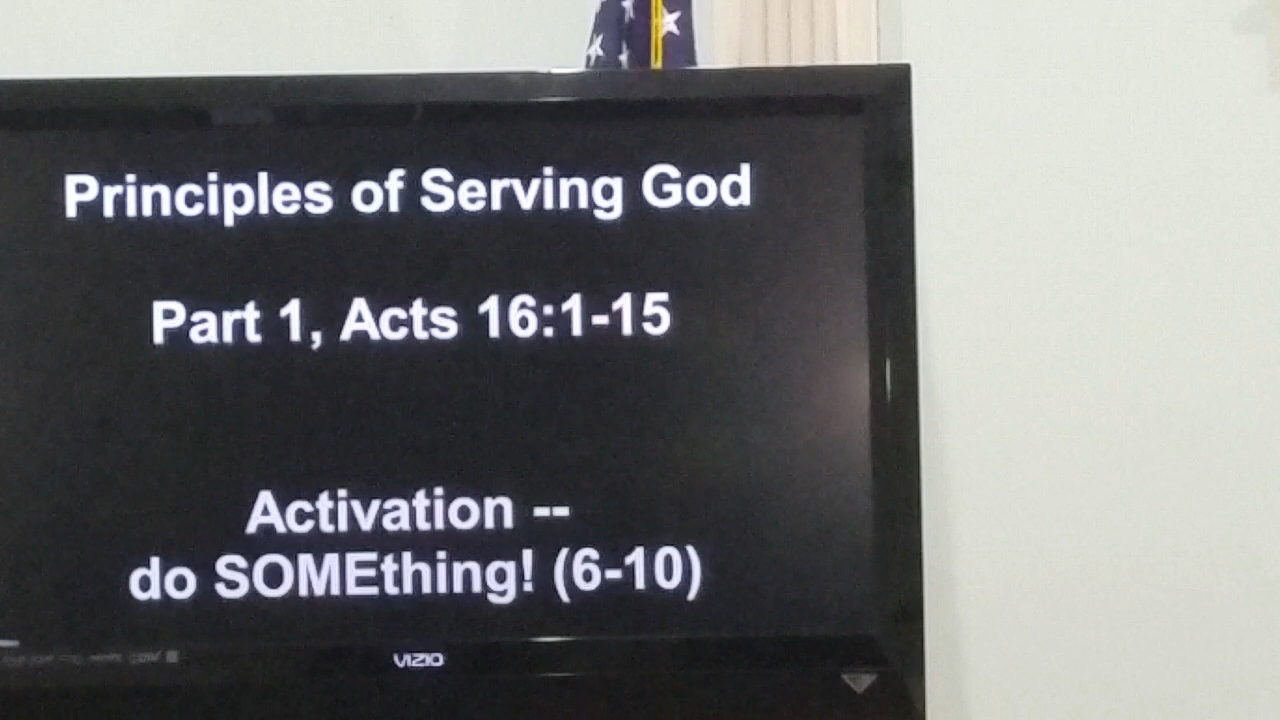 Principles of Serving God
Part 1, Acts 16:1-15
Activation --
do SOMEthing! (6-10)
VIZIO